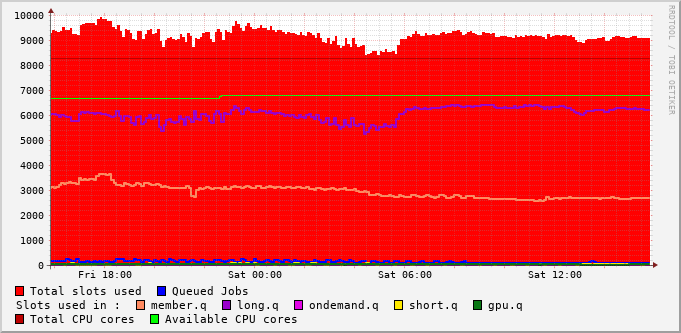 10000
9000
8000
7000
6000
5000
4000
3000
2000
1000
0
Fri 18:00 Sat 00:00 Sat 06:00 Sat 12:00
Total slots used Queued Jobs
Slots used in : member.q long.q ondemand.q short.q gpu.q
Total CPU cores Available CPU cores
RRDTOOL / TOBI OETIKER